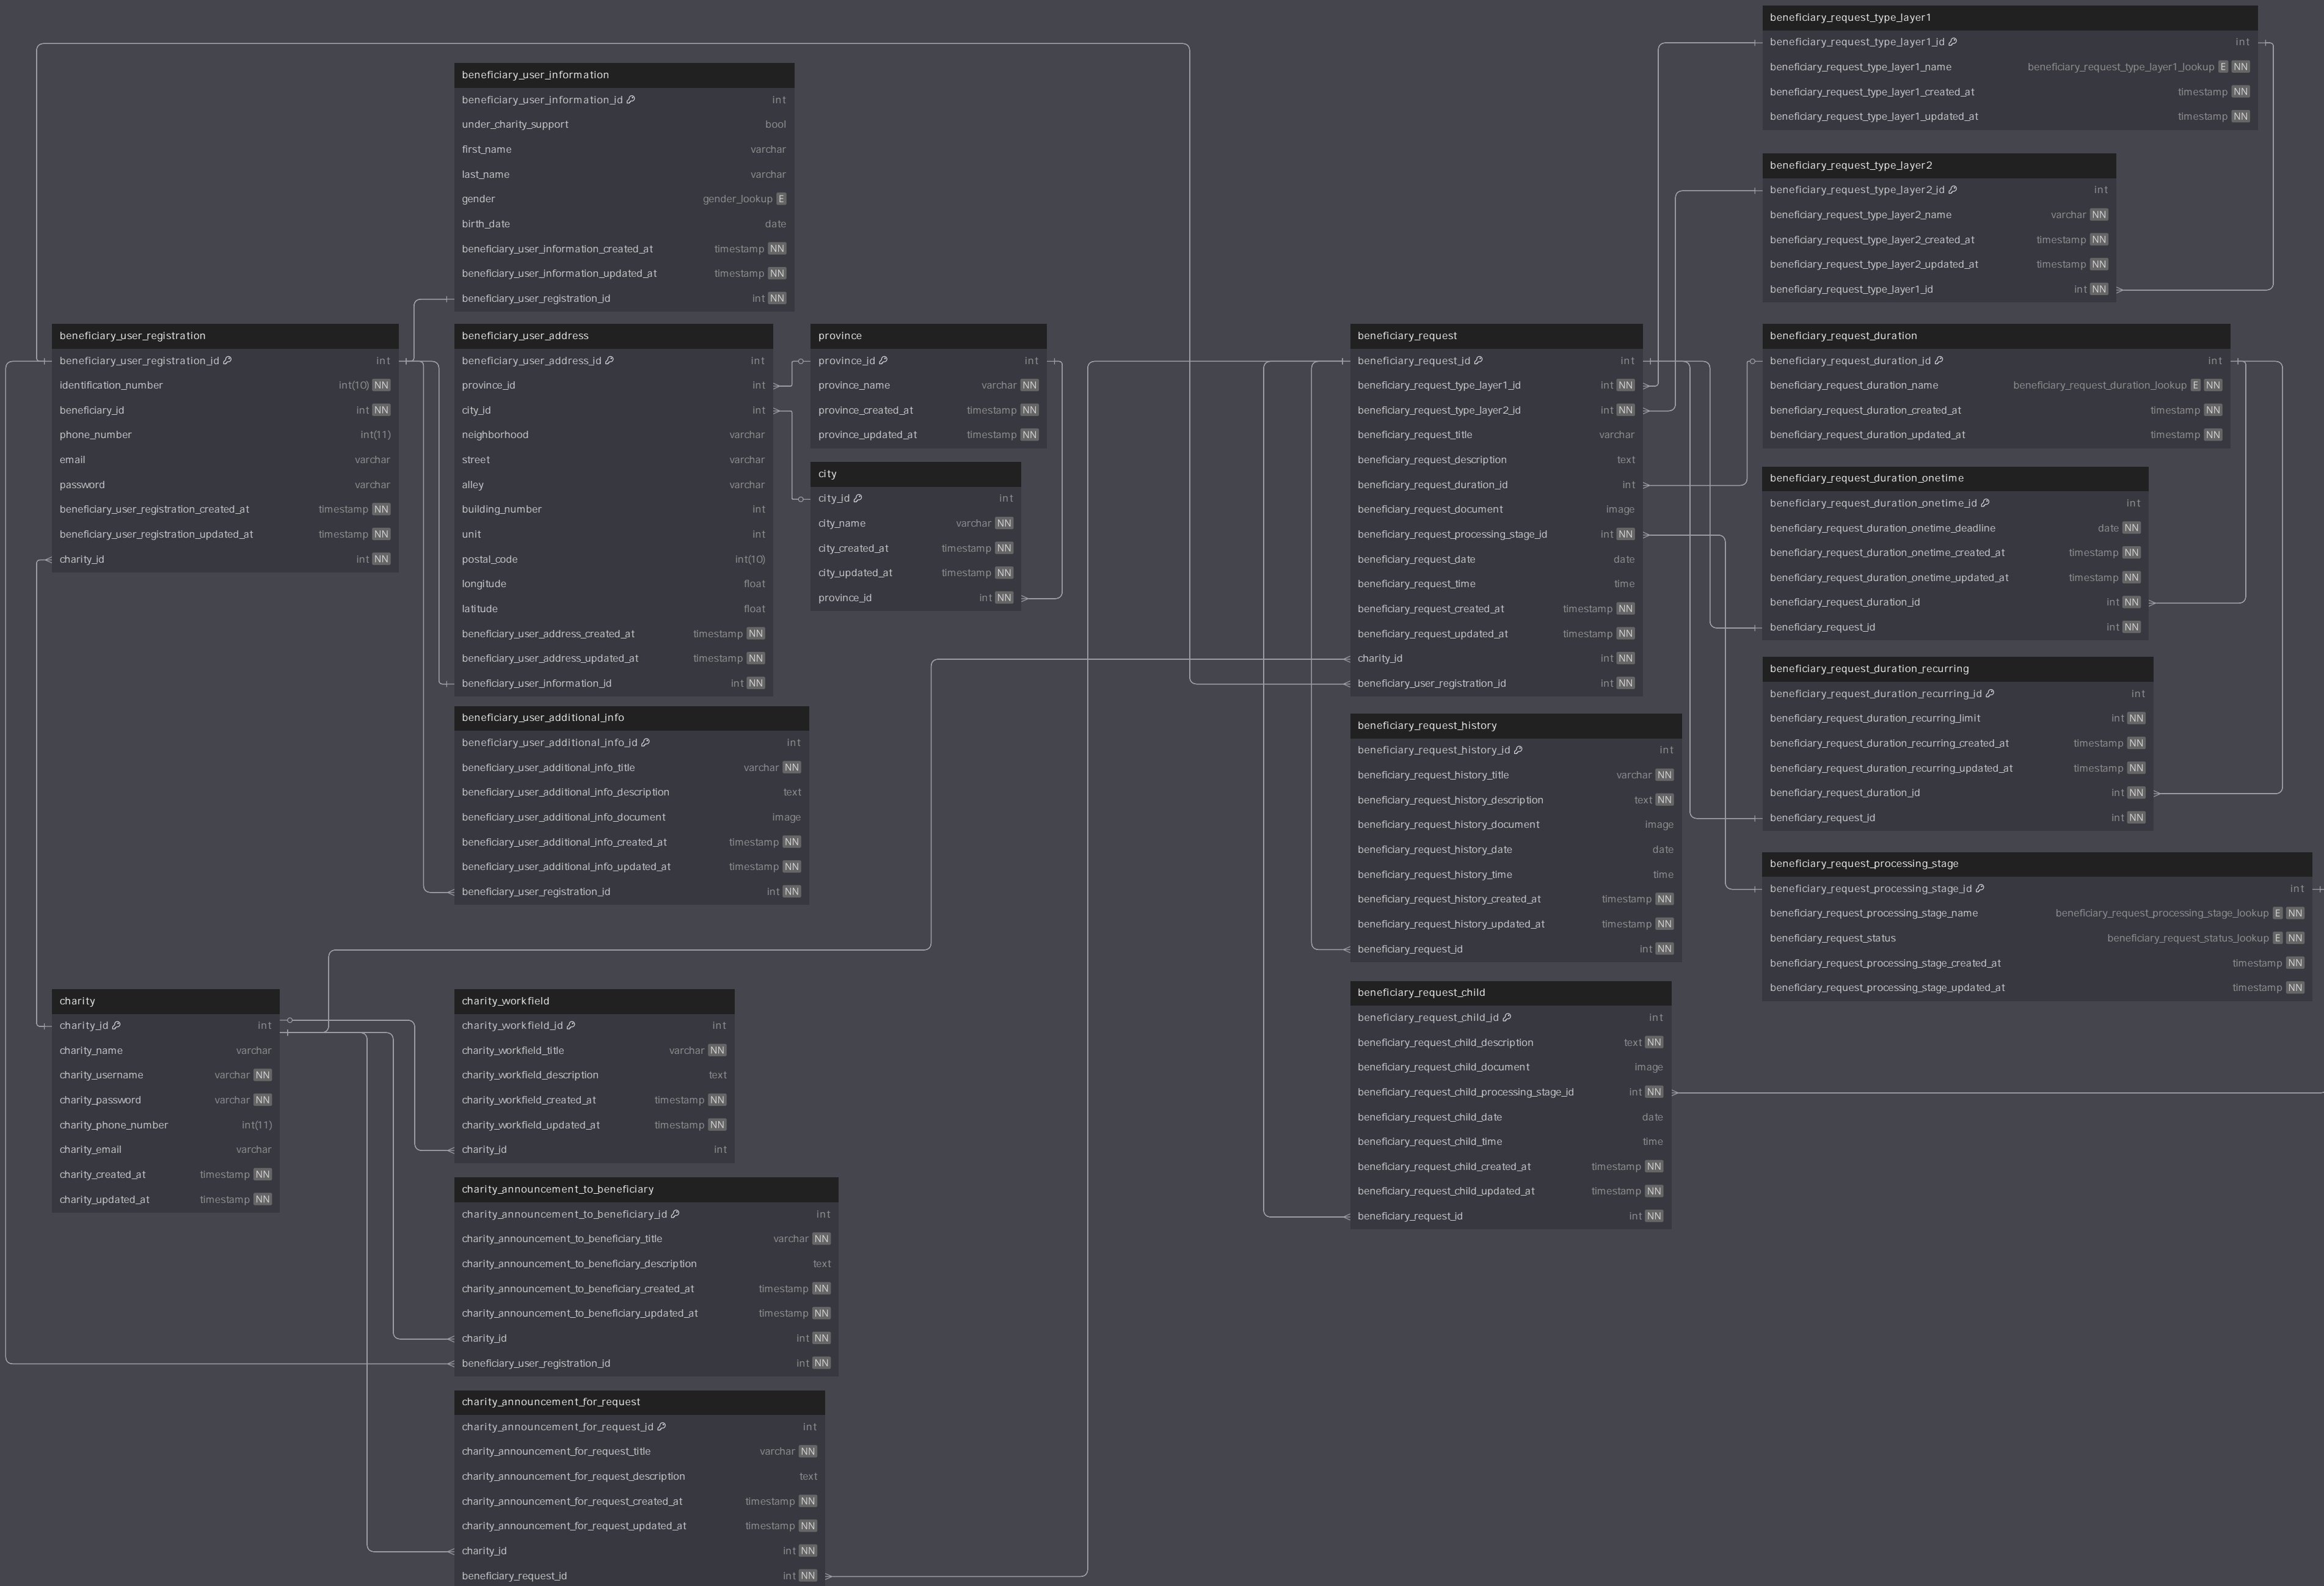 beneficiary_user_information
beneficiary_user_information_id int
under_charity_support bool
first_name varchar
last_name varchar
gender gender_lookup E
birth_date date
beneficiary_user_information_created_at timestamp NN
beneficiary_user_information_updated_at timestamp NN
beneficiary_user_registration_id int NN
beneficiary_user_registration
beneficiary_user_registration_id int
identification_number int(10) NN
beneficiary_id int NN
phone_number int(11)
email varchar
password varchar
beneficiary_user_registration_created_at timestamp NN
beneficiary_user_registration_updated_at timestamp NN
charity_id int NN
beneficiary_user_address
beneficiary_user_address_id int
province_id int
city_id int
neighborhood varchar
street varchar
alley varchar
building_number int
unit int
postal_code int(10)
longitude float
latitude float
beneficiary_user_address_created_at timestamp NN
beneficiary_user_address_updated_at timestamp NN
beneficiary_user_information_id int NN
province
province_id int
province_name varchar NN
province_created_at timestamp NN
province_updated_at timestamp NN
city
city_id int
city_name varchar NN
city_created_at timestamp NN
city_updated_at timestamp NN
province_id int NN
beneficiary_user_additional_info
beneficiary_user_additional_info_id int
beneficiary_user_additional_info_title varchar NN
beneficiary_user_additional_info_description text
beneficiary_user_additional_info_document image
beneficiary_user_additional_info_created_at timestamp NN
beneficiary_user_additional_info_updated_at timestamp NN
beneficiary_user_registration_id int NN
charity
charity_id int
charity_name varchar
charity_username varchar NN
charity_password varchar NN
charity_phone_number int(11)
charity_email varchar
charity_created_at timestamp NN
charity_updated_at timestamp NN
charity_workfield
charity_workfield_id int
charity_workfield_title varchar NN
charity_workfield_description text
charity_workfield_created_at timestamp NN
charity_workfield_updated_at timestamp NN
charity_id int
charity_announcement_to_beneficiary
charity_announcement_to_beneficiary_id int
charity_announcement_to_beneficiary_title varchar NN
charity_announcement_to_beneficiary_description text
charity_announcement_to_beneficiary_created_at timestamp NN
charity_announcement_to_beneficiary_updated_at timestamp NN
charity_id int NN
beneficiary_user_registration_id int NN
charity_announcement_for_request
charity_announcement_for_request_id int
charity_announcement_for_request_title varchar NN
charity_announcement_for_request_description text
charity_announcement_for_request_created_at timestamp NN
charity_announcement_for_request_updated_at timestamp NN
charity_id int NN
beneficiary_request_id int NN
beneficiary_request
beneficiary_request_id int
beneficiary_request_type_layer1_id int NN
beneficiary_request_type_layer2_id int NN
beneficiary_request_title varchar
beneficiary_request_description text
beneficiary_request_duration_id int
beneficiary_request_document image
beneficiary_request_processing_stage_id int NN
beneficiary_request_date date
beneficiary_request_time time
beneficiary_request_created_at timestamp NN
beneficiary_request_updated_at timestamp NN
charity_id int NN
beneficiary_user_registration_id int NN
beneficiary_request_history
beneficiary_request_history_id int
beneficiary_request_history_title varchar NN
beneficiary_request_history_description text NN
beneficiary_request_history_document image
beneficiary_request_history_date date
beneficiary_request_history_time time
beneficiary_request_history_created_at timestamp NN
beneficiary_request_history_updated_at timestamp NN
beneficiary_request_id int NN
beneficiary_request_child
beneficiary_request_child_id int
beneficiary_request_child_description text NN
beneficiary_request_child_document image
beneficiary_request_child_processing_stage_id int NN
beneficiary_request_child_date date
beneficiary_request_child_time time
beneficiary_request_child_created_at timestamp NN
beneficiary_request_child_updated_at timestamp NN
beneficiary_request_id int NN
beneficiary_request_type_layer1
beneficiary_request_type_layer1_id int
beneficiary_request_type_layer1_name beneficiary_request_type_layer1_lookup E NN
beneficiary_request_type_layer1_created_at timestamp NN
beneficiary_request_type_layer1_updated_at timestamp NN
beneficiary_request_type_layer2
beneficiary_request_type_layer2_id int
beneficiary_request_type_layer2_name varchar NN
beneficiary_request_type_layer2_created_at timestamp NN
beneficiary_request_type_layer2_updated_at timestamp NN
beneficiary_request_type_layer1_id int NN
beneficiary_request_duration
beneficiary_request_duration_id int
beneficiary_request_duration_name beneficiary_request_duration_lookup E NN
beneficiary_request_duration_created_at timestamp NN
beneficiary_request_duration_updated_at timestamp NN
beneficiary_request_duration_onetime
beneficiary_request_duration_onetime_id int
beneficiary_request_duration_onetime_deadline date NN
beneficiary_request_duration_onetime_created_at timestamp NN
beneficiary_request_duration_onetime_updated_at timestamp NN
beneficiary_request_duration_id int NN
beneficiary_request_id int NN
beneficiary_request_duration_recurring
beneficiary_request_duration_recurring_id int
beneficiary_request_duration_recurring_limit int NN
beneficiary_request_duration_recurring_created_at timestamp NN
beneficiary_request_duration_recurring_updated_at timestamp NN
beneficiary_request_duration_id int NN
beneficiary_request_id int NN
beneficiary_request_processing_stage
beneficiary_request_processing_stage_id int
beneficiary_request_processing_stage_name beneficiary_request_processing_stage_lookup E NN
beneficiary_request_status beneficiary_request_status_lookup E NN
beneficiary_request_processing_stage_created_at timestamp NN
beneficiary_request_processing_stage_updated_at timestamp NN